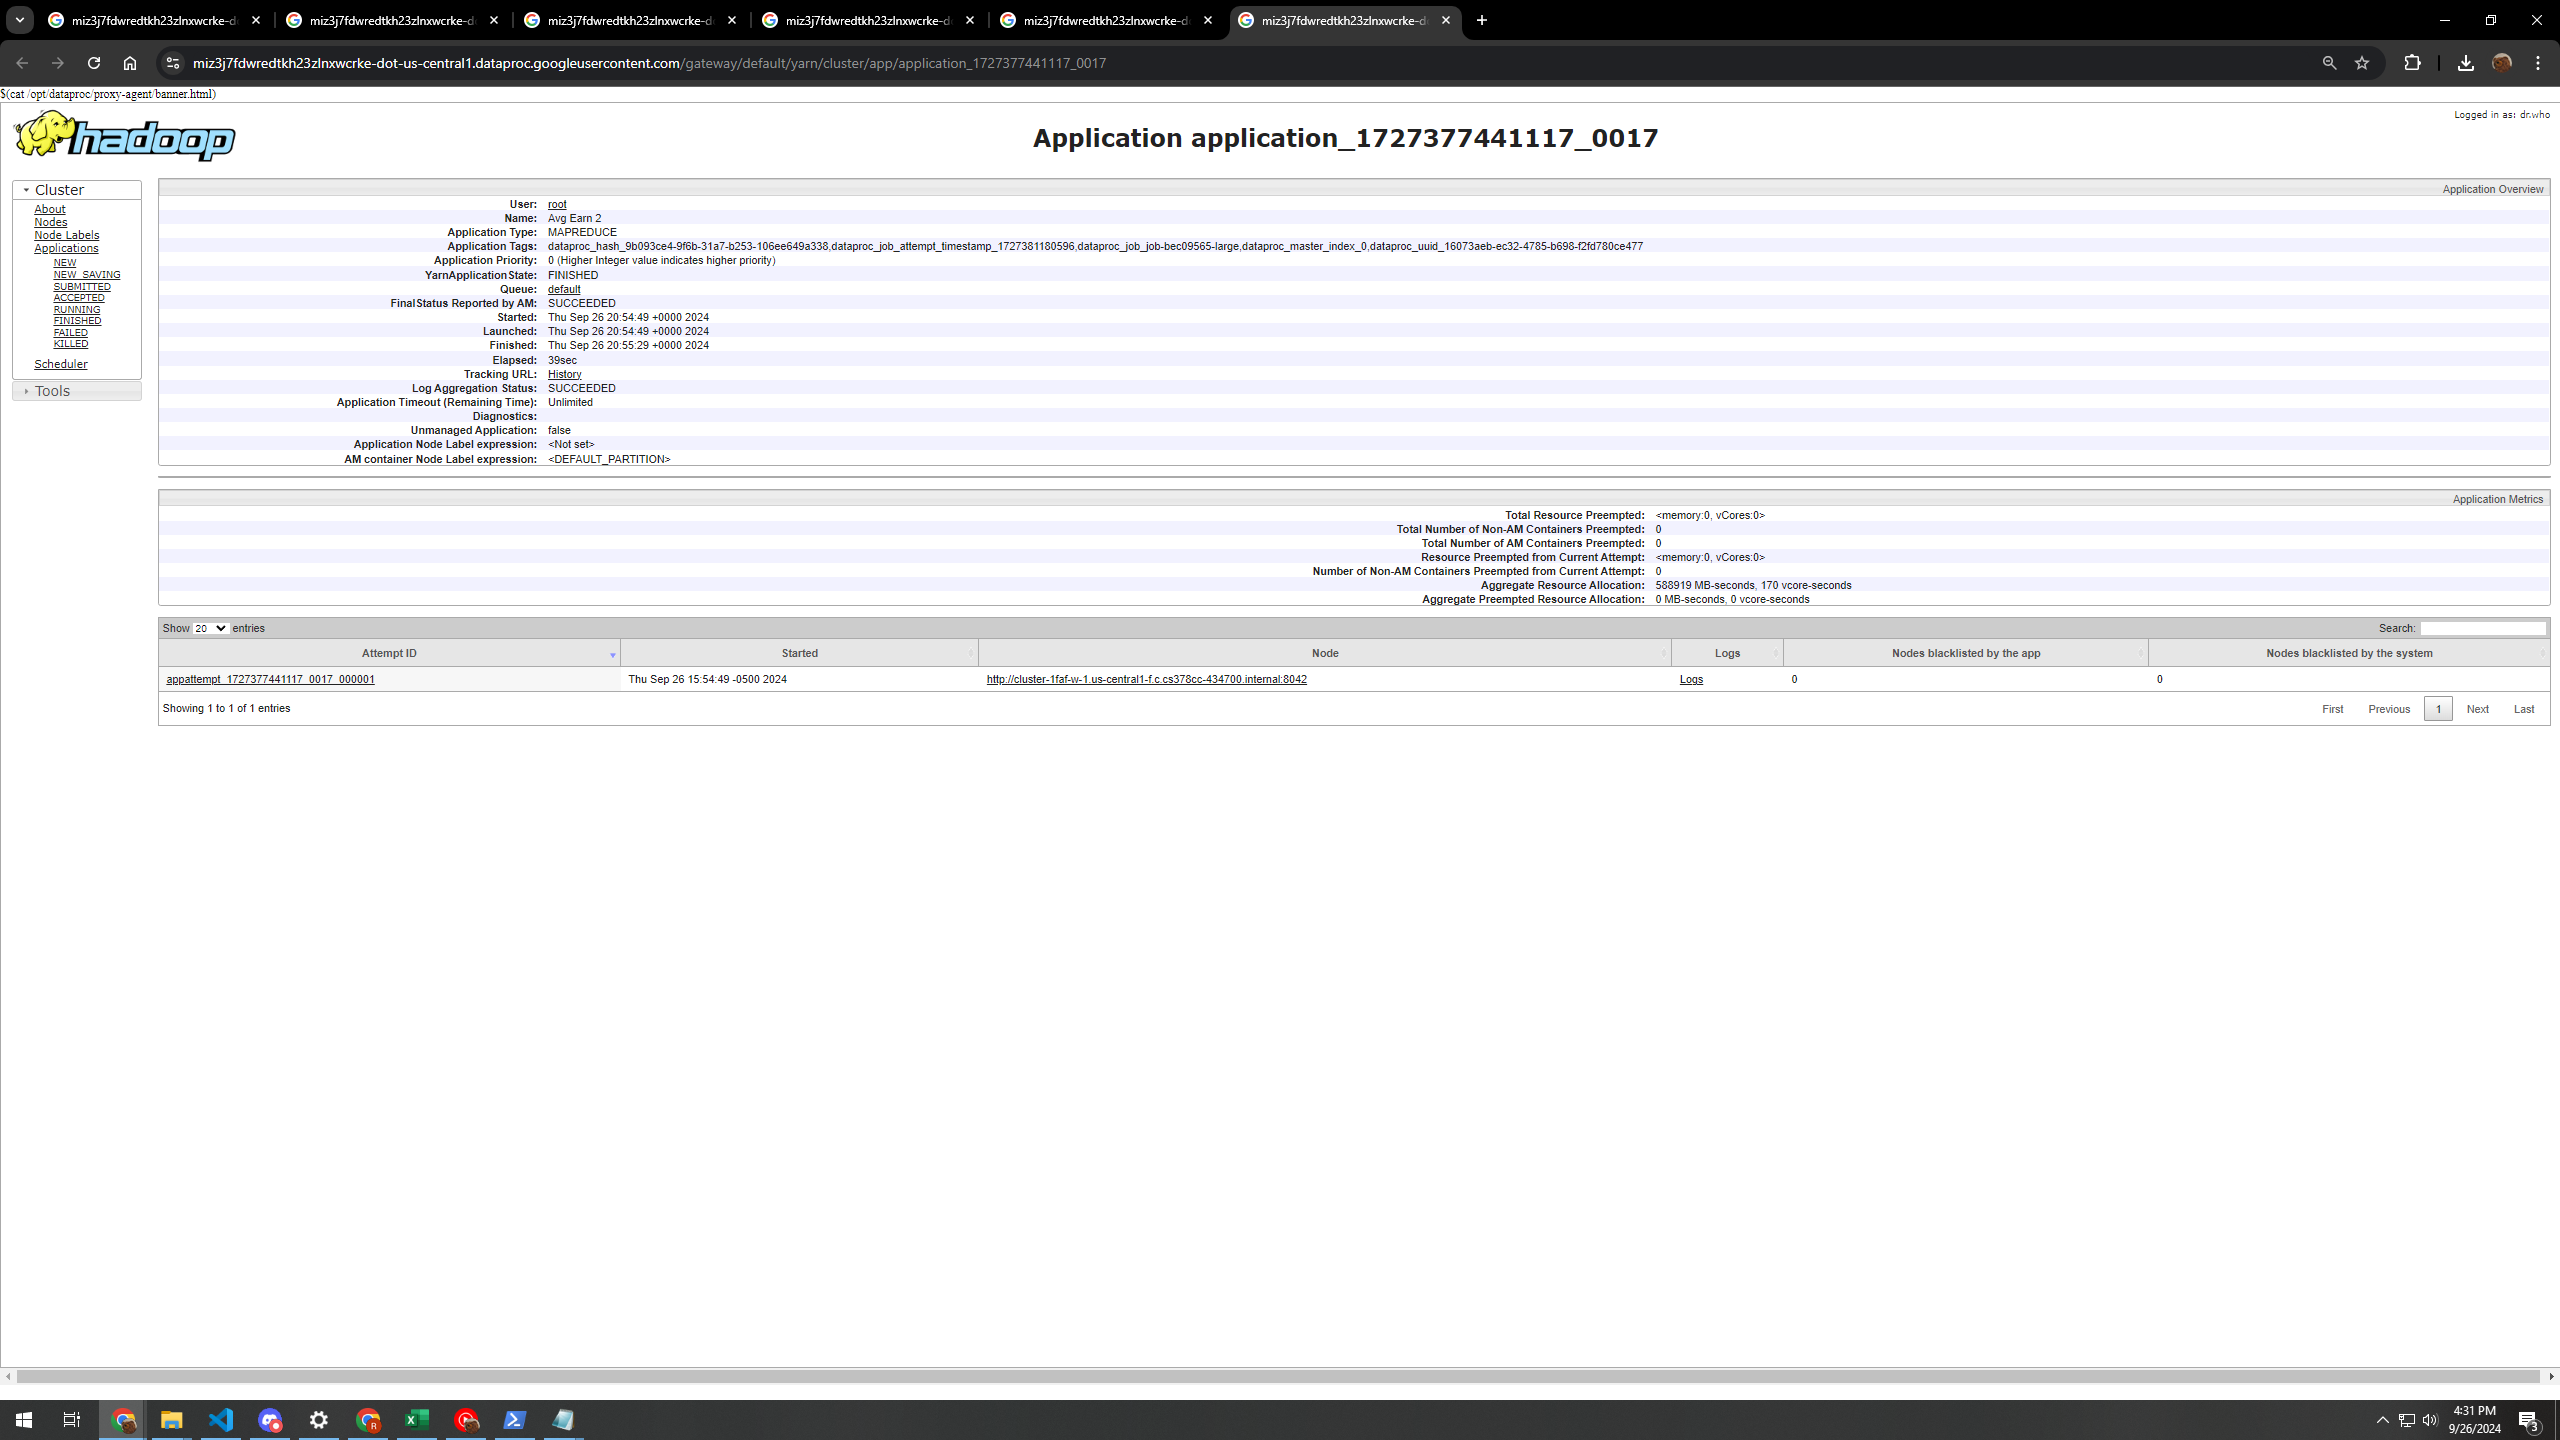 miz3j7fdwredtkh23zlnxwcrke-d
miz3j7fdwredtkh23zlnxwcrke-d
miz3j7fdwredtkh23zlnxwcrke-d
miz3j7fdwredtkh23zlnxwcrke-d
miz3j7fdwredtkh23zlnxwcrke-d
miz3j7fdwredtkh23zlnxwcrke-d
miz3j7fdwredtkh23zlnxwcrke-dot-us-central1.dataproc.googleusercontent.com/gateway/default/yarn/cluster/app/application_1727377441117_0017
$(cat /opt/dataproc/proxy-agent/banner.html)
Logged in as: dr.who
hadoop
Application application_1727377441117_0017
Cluster
About
Nodes
Node Labels
Applications
NEW
NEW_SAVING
SUBMITTED
ACCEPTED
RUNNING
FINISHED
FAILED
KILLED
Scheduler
Tools
Application Overview
User: root
Name: Avg Earn 2
Application Type: MAPREDUCE
Application Tags: dataproc_hash_9b093ce4-9f6b-31a7-b253-106ee649a338,dataproc_job_attempt_timestamp_1727381180596,dataproc_job_job-bec09565-large,dataproc_master_index_0,dataproc_uuid_16073aeb-ec32-4785-b698-f2fd780ce477
Application Priority: 0 (Higher Integer value indicates higher priority)
YarnApplicationState: FINISHED
Queue: default
FinalStatus Reported by AM: SUCCEEDED
Started: Thu Sep 26 20:54:49 +0000 2024
Launched: Thu Sep 26 20:54:49 +0000 2024
Finished: Thu Sep 26 20:55:29 +0000 2024
Elapsed: 39sec
Tracking URL: History
Log Aggregation Status: SUCCEEDED
Application Timeout (Remaining Time): Unlimited
Diagnostics:
Unmanaged Application: false
Application Node Label expression: <Not set>
AM container Node Label expression: <DEFAULT_PARTITION>
Application Metrics
Total Resource Preempted: <memory:0, vCores:0>
Total Number of Non-AM Containers Preempted: 0
Total Number of AM Containers Preempted: 0
Resource Preempted from Current Attempt: <memory:0, vCores:0>
Number of Non-AM Containers Preempted from Current Attempt: 0
Aggregate Resource Allocation: 588919 MB-seconds, 170 vcore-seconds
Aggregate Preempted Resource Allocation: 0 MB-seconds, 0 vcore-seconds
Show 20 entries Search:
Attempt ID Started Node Logs Nodes blacklisted by the app Nodes blacklisted by the system
appattempt_1727377441117_0017_000001 Thu Sep 26 15:54:49 -0500 2024 http://cluster-1faf-w-1.us-central1-f.c.cs378cc-434700.internal:8042 Logs 0 0
Showing 1 to 1 of 1 entries First Previous 1 Next Last
4:31 PM
9/26/2024
3